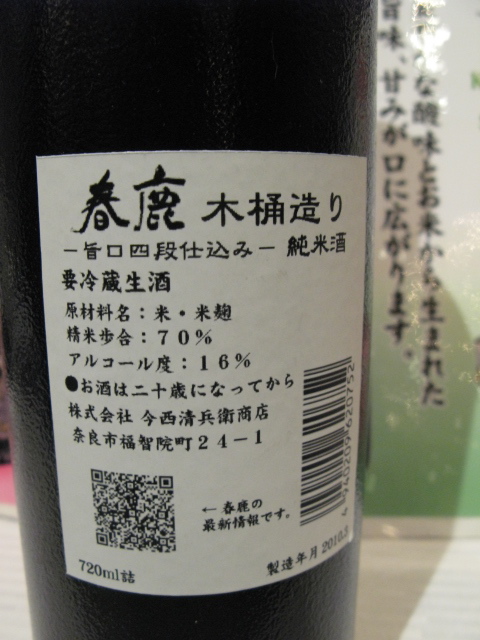 春鹿 木桶造り
－旨口四段仕込み－ 純米酒
要冷蔵生酒
原材料名：米・米麹
精米歩合：70%
アルコール度：16%
●お酒は二十歳になってから
株式会社 今西清兵衛商店
奈良市福智院町24－1
←春鹿の
最新情報です。
4 940209 620752
720ml詰
製造年月 2010.3
な酸味とお米から生まれた
旨味、甘みが口に広がります。